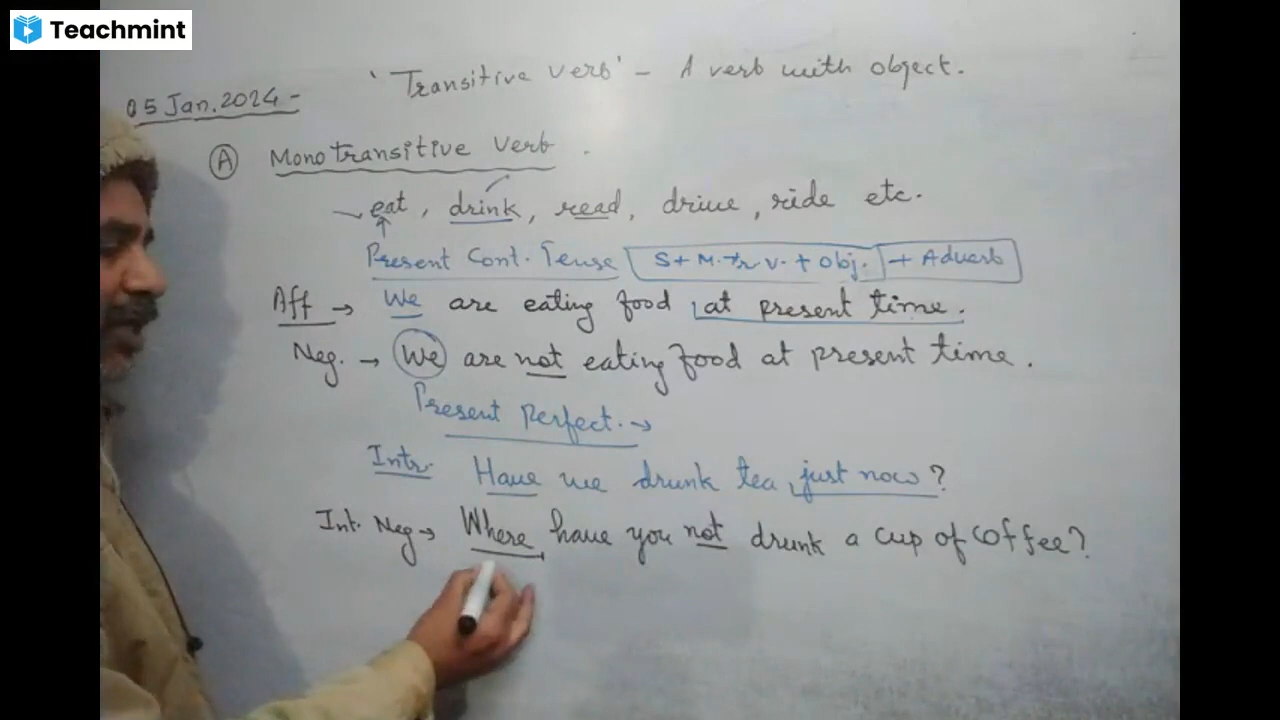 Teachmint
'Transitive verb' - A verb with object.
05 Jan. 2024 -
(A) Monotransitive Verb
eat, drink, read, drive, ride etc.
Present Cont. Tense S + M. Tr. V. + Obj. + Adverb
Aff → We are eating food at present time.
Neg. → We are not eating food at present time.
Present Perfect. →
Intr. Have we drunk tea just now?
Int. Neg → Where have you not drunk a cup of coffee?